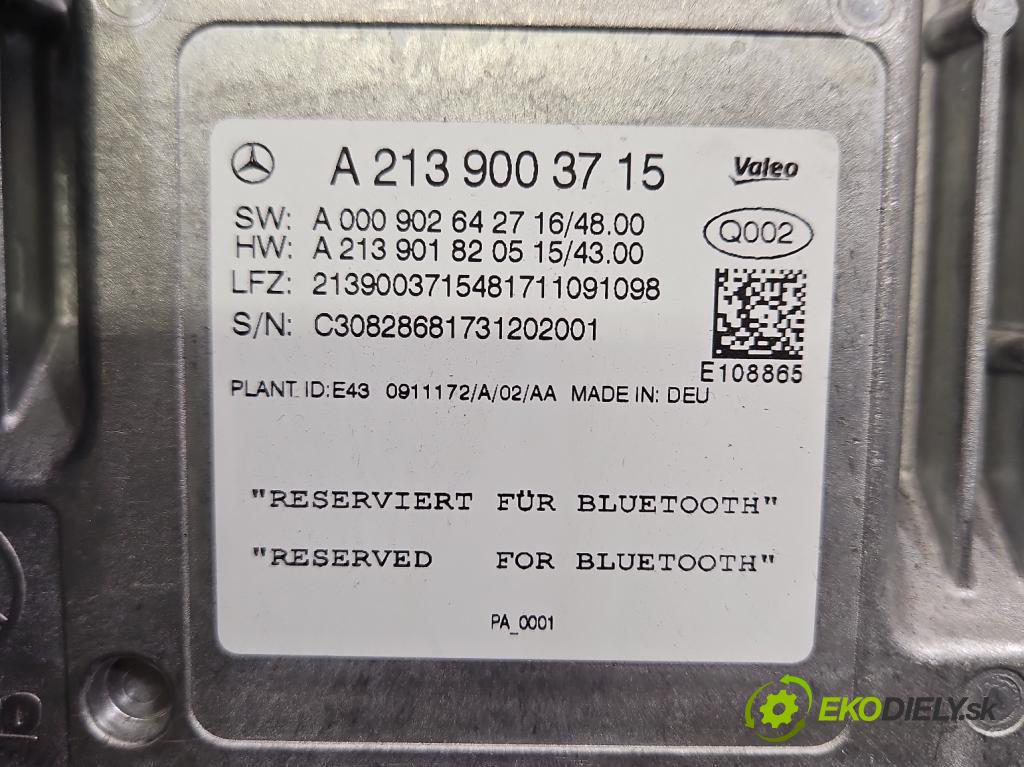 A 213 900 37 15
Valeo
SW: A 000 902 64 27 16/48.00
HW: A 213 901 82 05 15/43.00
Q002
LFZ: 2139003715481711091098
S/N: C30828681731202001
E108865
PLANT ID:E43 0911172/A/02/AA MADE IN: DEU
"RESERVIERT FÜR BLUETOOTH"
"RESERVED FOR BLUETOOTH"
PA_0001
EKODIELY.sk